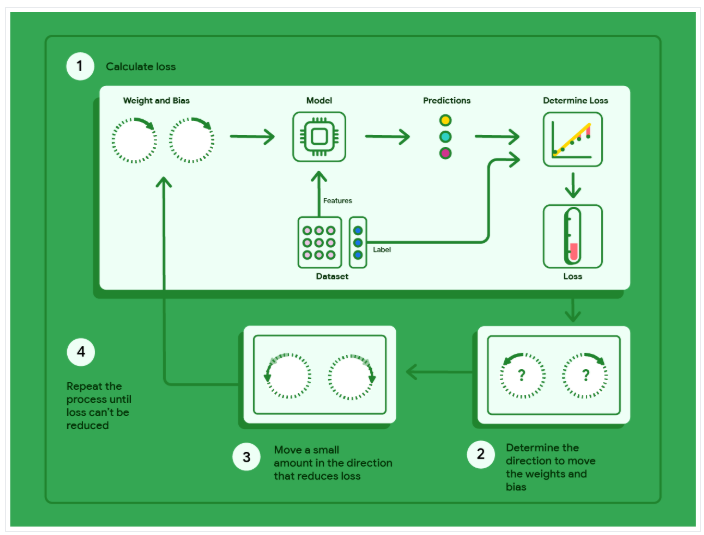 1
Calculate loss
Weight and Bias
Model
Predictions
Determine Loss
Features
Label
Dataset
Loss
4
Repeat the
process until
loss can't be
reduced
3
Move a small
amount in the direction
that reduces loss
?
?
2
Determine the
direction to move
the weights and
bias